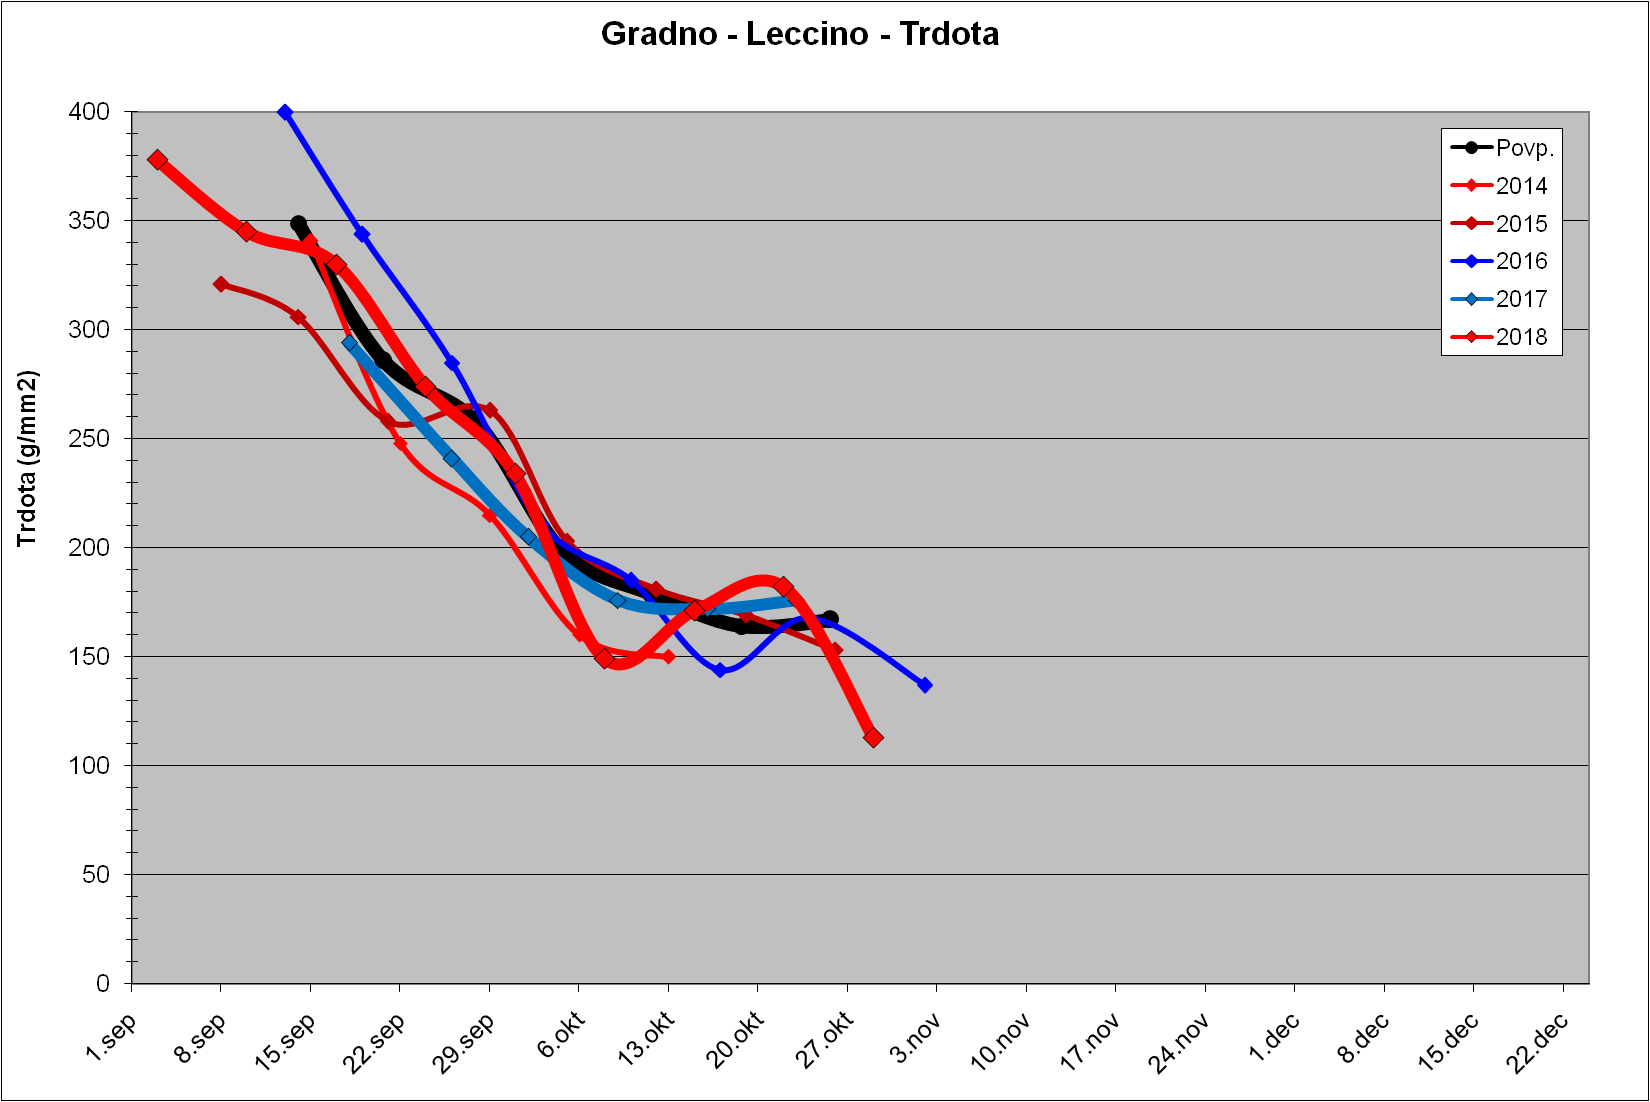 Gradno - Leccino - Trdota
Trdota (g/mm2)
400
350
300
250
200
150
100
50
0
1.sep
8.sep
15.sep
22.sep
29.sep
6.okt
13.okt
20.okt
27.okt
3.nov
10.nov
17.nov
24.nov
1.dec
8.dec
15.dec
22.dec
Povp.
2014
2015
2016
2017
2018